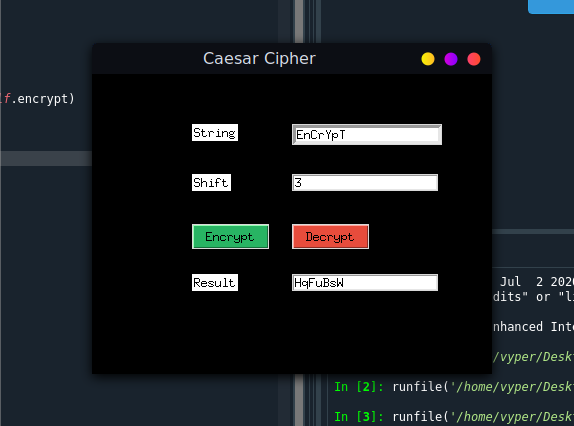 Caesar Cipher
String EnCrYpT
Shift 3
Encrypt Decrypt
Result HqFuBsW
f.encrypt)
Jul 2 2020
dits" or "l
nhanced Inte
/vyper/Desk
In [2]: runfile('/home/vyper/Desk
In [3]: runfile('/home/vyper/Desk